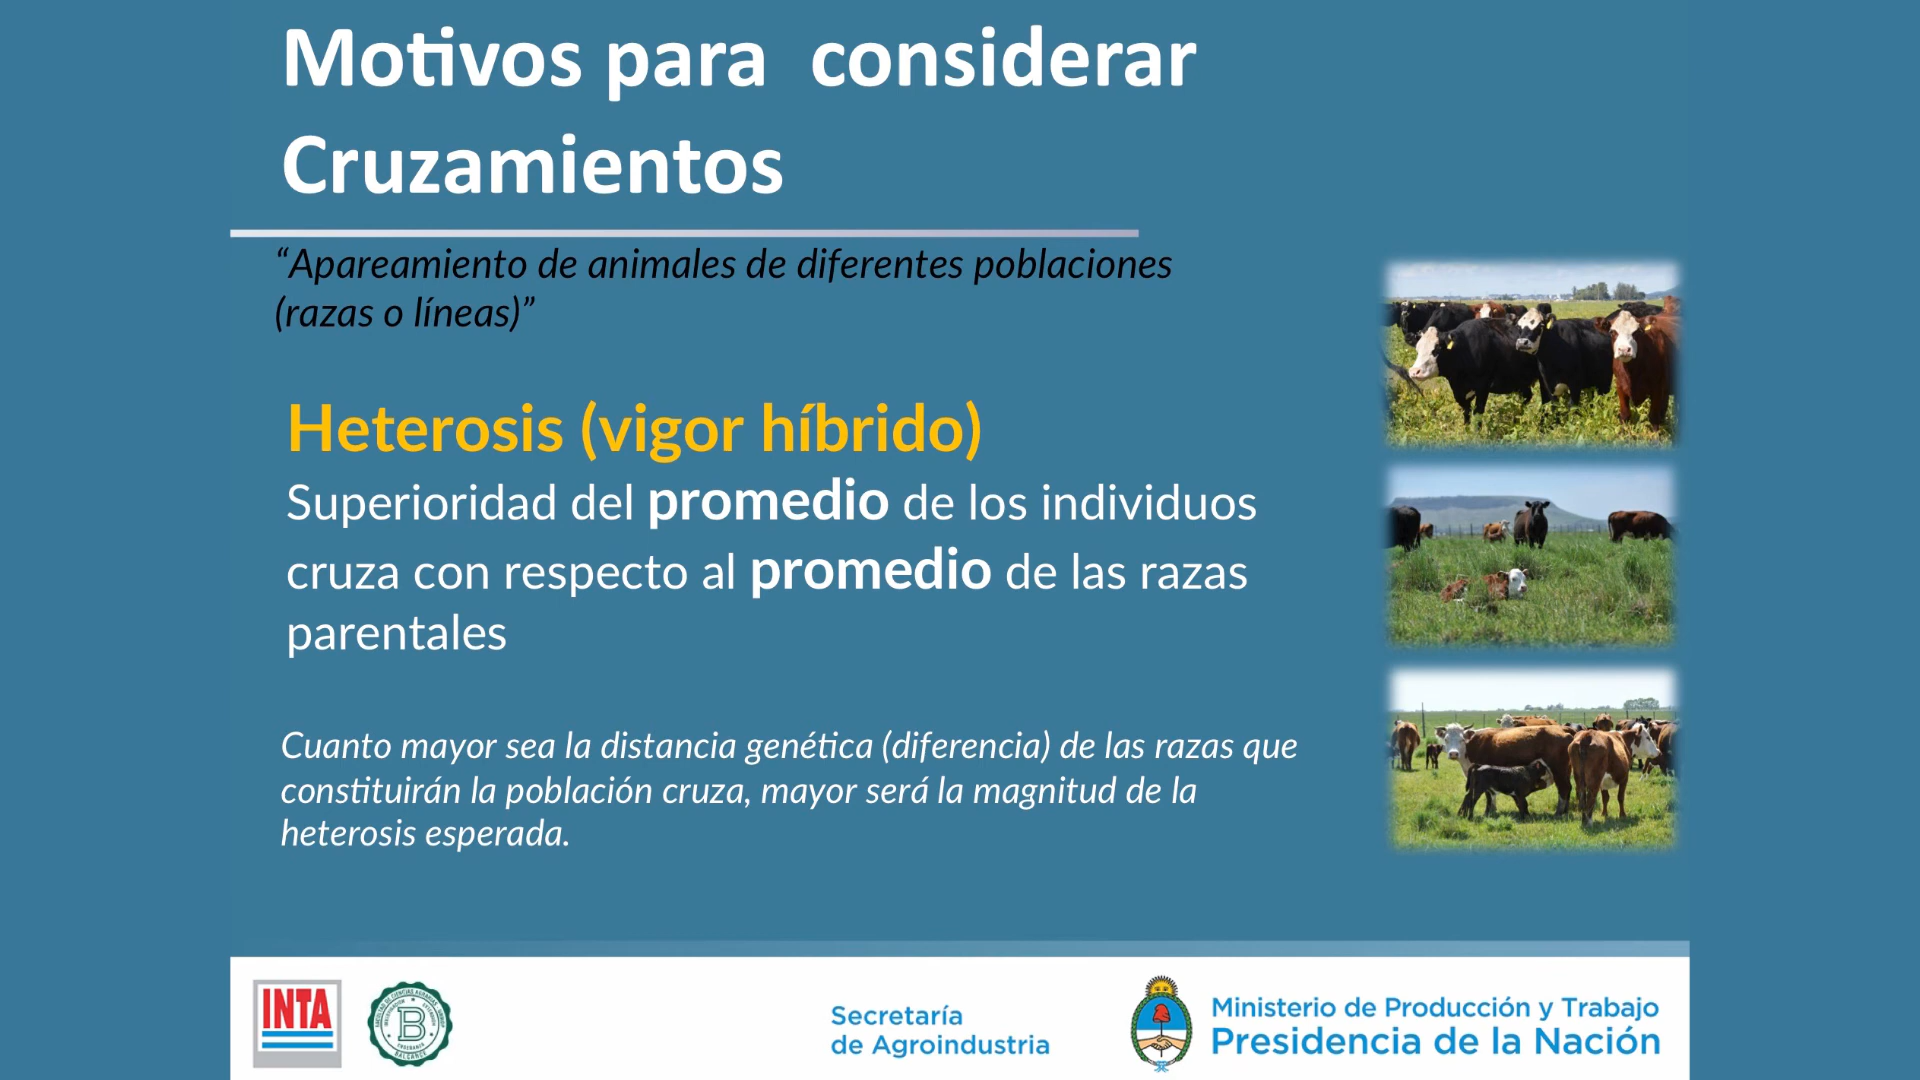 Motivos para considerar
Cruzamientos
“Apareamiento de animales de diferentes poblaciones
(razas o líneas)”
Heterosis (vigor híbrido)
Superioridad del promedio de los individuos
cruza con respecto al promedio de las razas
parentales
Cuanto mayor sea la distancia genética (diferencia) de las razas que
constituirán la población cruza, mayor será la magnitud de la
heterosis esperada.
INTA
B
BALCARCE
Secretaría
de Agroindustria
Ministerio de Producción y Trabajo
Presidencia de la Nación